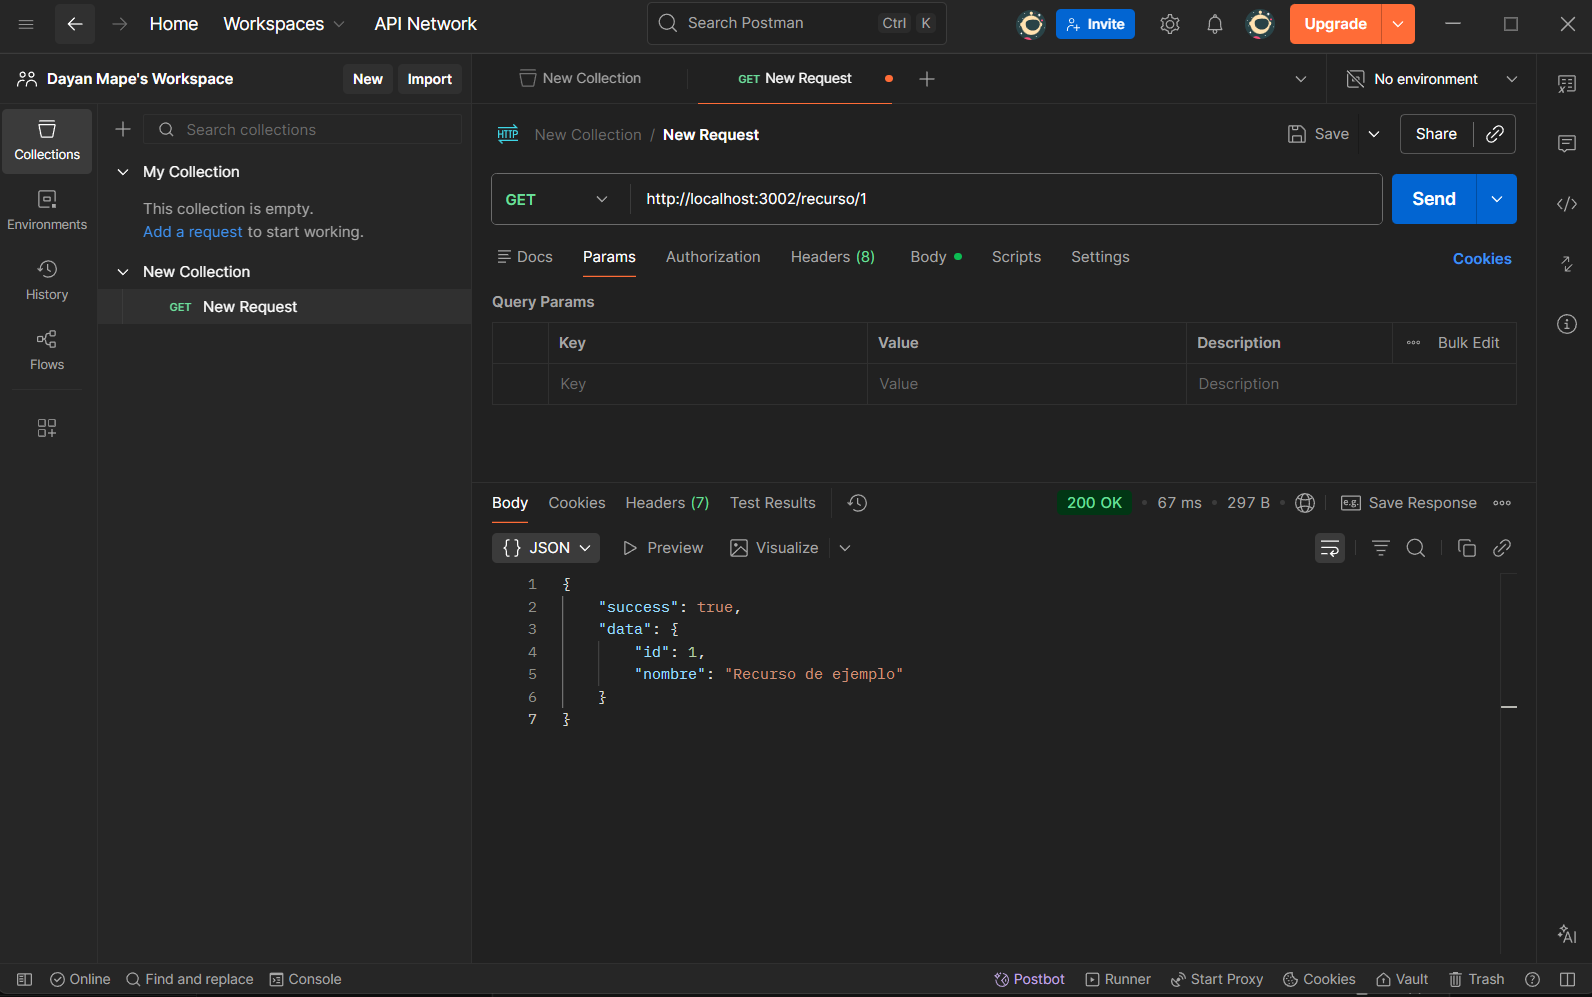 Home Workspaces API Network Search Postman Ctrl K Invite Upgrade
Dayan Mape's Workspace New Import New Collection GET New Request No environment
Collections
Environments
History
Flows
Search collections
My Collection
This collection is empty.
Add a request to start working.
New Collection
GET New Request
HTTP New Collection / New Request Save Share
GET http://localhost:3002/recurso/1 Send
Docs Params Authorization Headers (8) Body Scripts Settings Cookies
Query Params
Key Value Description Bulk Edit
Key Value Description
Body Cookies Headers (7) Test Results 200 OK 67 ms 297 B e.g. Save Response
{} JSON Preview Visualize
1 {
2 "success": true,
3 "data": {
4 "id": 1,
5 "nombre": "Recurso de ejemplo"
6 }
7 }
AI
Online Find and replace Console Postbot Runner Start Proxy Cookies Vault Trash